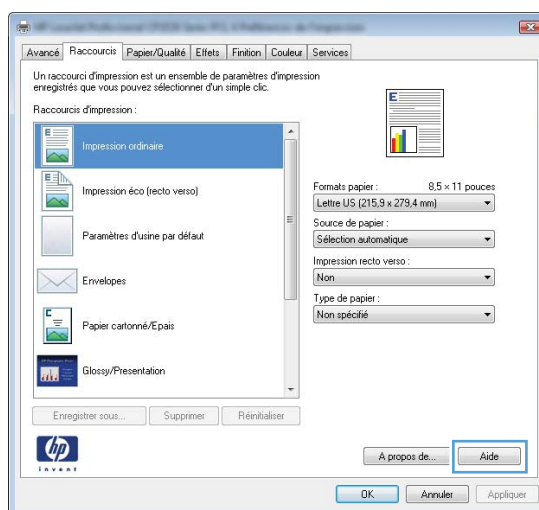 Avancé Raccourcis Papier/Qualité Effets Finition Couleur Services
Un raccourci d'impression est un ensemble de paramètres d'impression
enregistrés que vous pouvez sélectionner d'un simple clic.
Raccourcis d'impression :
Impression ordinaire
Impression éco (recto verso)
Paramètres d'usine par défaut
Envelopes
Papier cartonné/Epais
Glossy/Presentation
Enregistrer sous... Supprimer Réinitialiser
E
Formats papier : 8,5 × 11 pouces
Lettre US (215,9 x 279,4 mm)
Source de papier :
Sélection automatique
Impression recto verso :
Non
Type de papier :
Non spécifié
hp
invent
A propos de... Aide
OK Annuler Appliquer